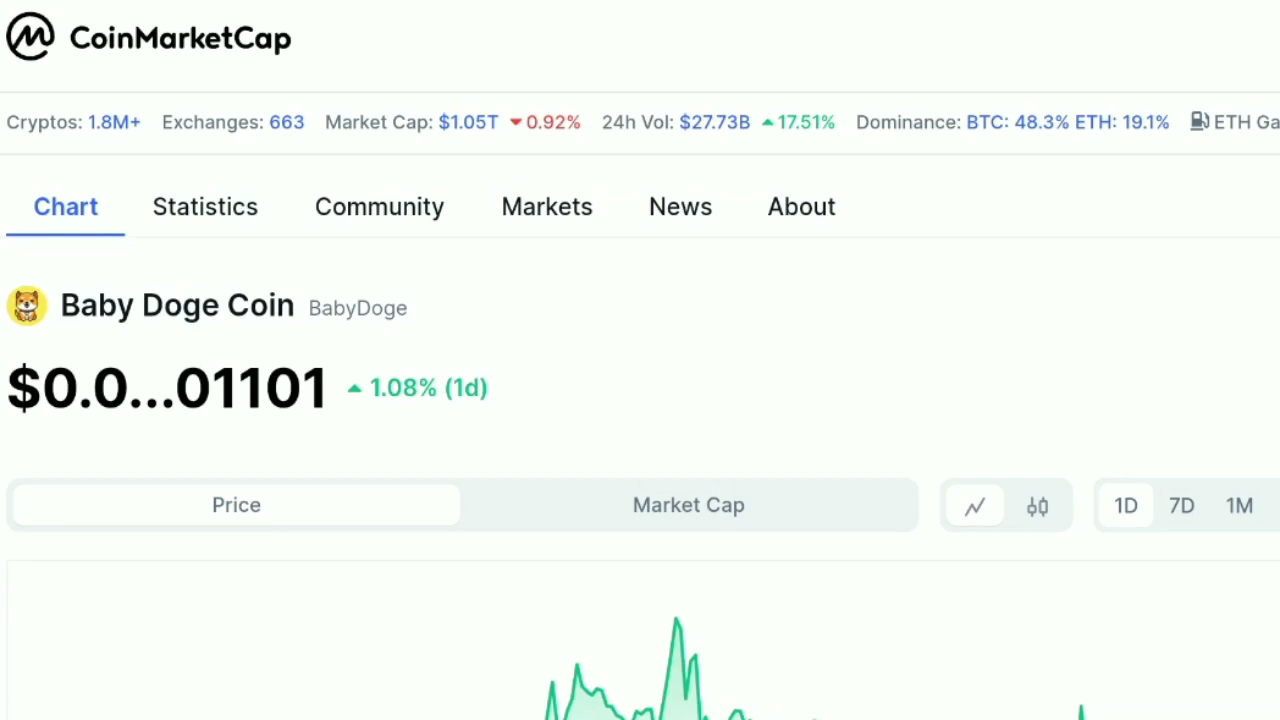 CoinMarketCap
Cryptos: 1.8M+ Exchanges: 663 Market Cap: $1.05T 0.92% 24h Vol: $27.73B 17.51% Dominance: BTC: 48.3% ETH: 19.1% ETH Ga
Chart Statistics Community Markets News About
Baby Doge Coin BabyDoge
$0.0...01101 1.08% (1d)
Price Market Cap 1D 7D 1M